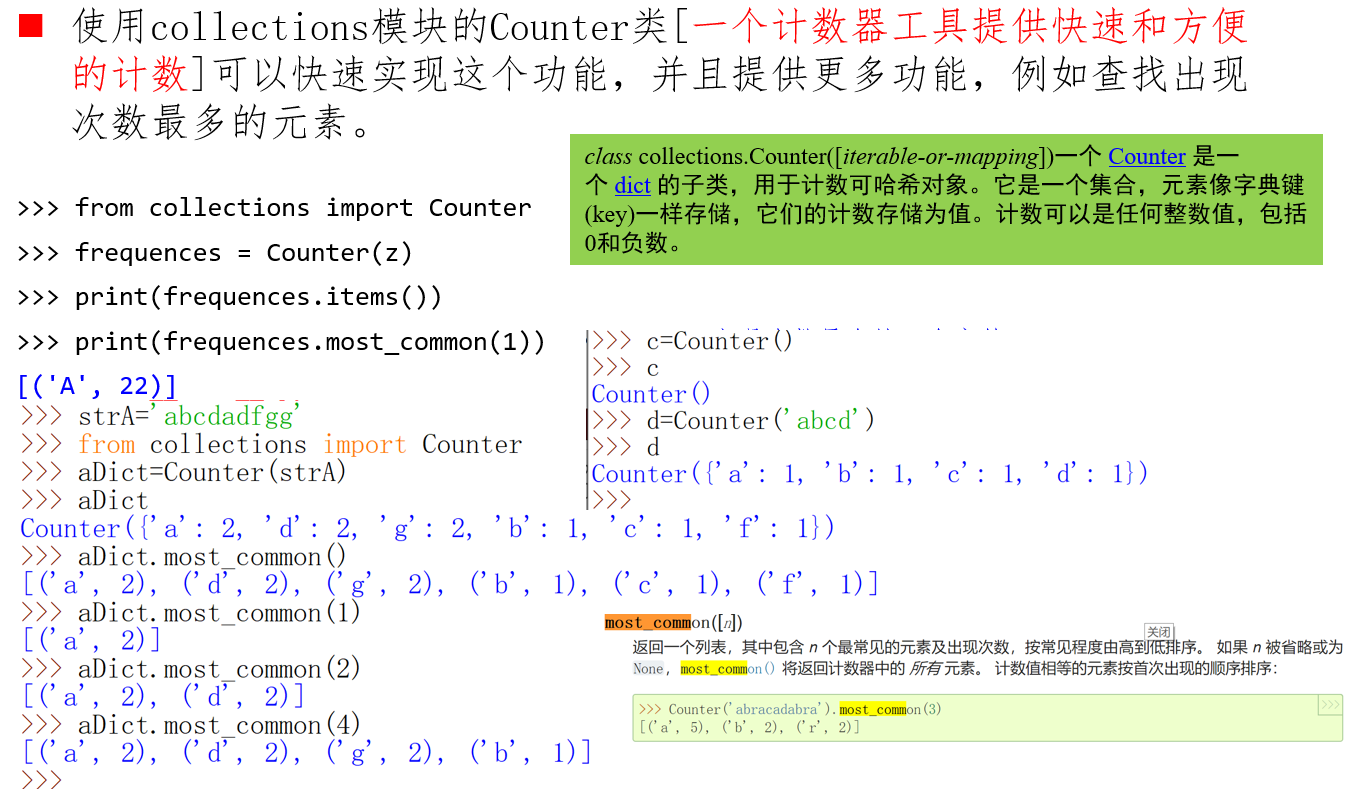 使用collections模块的Counter类[一个计数器工具提供快速和方便
的计数]可以快速实现这个功能，并且提供更多功能，例如查找出现
次数最多的元素。
class collections.Counter([iterable-or-mapping])一个 Counter 是一
个 dict 的子类，用于计数可哈希对象。它是一个集合，元素像字典键
(key)一样存储，它们的计数存储为值。计数可以是任何整数值，包括
0和负数。
>>> from collections import Counter
>>> frequences = Counter(z)
>>> print(frequences.items())
>>> print(frequences.most_common(1))
[('A', 22)]
>>> strA='abcdadfgg'
>>> from collections import Counter
>>> aDict=Counter(strA)
>>> aDict
Counter({'a': 2, 'd': 2, 'g': 2, 'b': 1, 'c': 1, 'f': 1})
>>> aDict.most_common()
[('a', 2), ('d', 2), ('g', 2), ('b', 1), ('c', 1), ('f', 1)]
>>> aDict.most_common(1)
[('a', 2)]
>>> aDict.most_common(2)
[('a', 2), ('d', 2)]
>>> aDict.most_common(4)
[('a', 2), ('d', 2), ('g', 2), ('b', 1)]
>>>
>>> c=Counter()
>>> c
Counter()
>>> d=Counter('abcd')
>>> d
Counter({'a': 1, 'b': 1, 'c': 1, 'd': 1})
>>>
most_common([n])
关闭
返回一个列表，其中包含 n 个最常见的元素及出现次数，按常见程度由高到低排序。 如果 n 被省略或为
None，most_common() 将返回计数器中的 所有 元素。 计数值相等的元素按首次出现的顺序排序：
>>> Counter('abracadabra').most_common(3)
[('a', 5), ('b', 2), ('r', 2)]
>>>